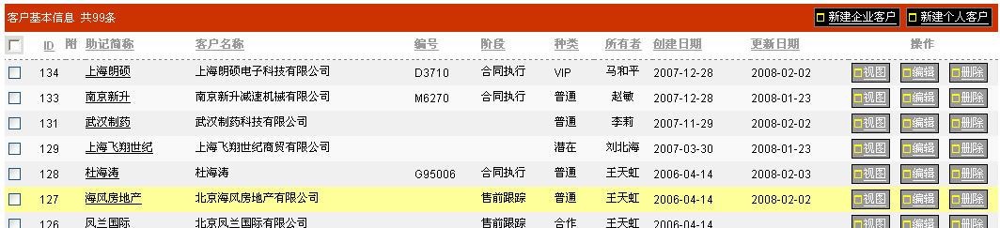 客户基本信息 共99条 新建企业客户 新建个人客户
ID 附 助记简称 客户名称 编号 阶段 种类 所有者 创建日期 更新日期 操作
134 上海朗硕 上海朗硕电子科技有限公司 D3710 合同执行 VIP 马和平 2007-12-28 2008-02-02 视图 编辑 删除
133 南京新升 南京新升减速机械有限公司 M6270 合同执行 普通 赵敏 2007-12-28 2008-01-23 视图 编辑 删除
131 武汉制药 武汉制药科技有限公司 普通 李莉 2007-11-29 2008-02-02 视图 编辑 删除
129 上海飞翔世纪 上海飞翔世纪商贸有限公司 潜在 刘北海 2007-03-30 2008-01-23 视图 编辑 删除
128 杜海涛 杜海涛 G95006 合同执行 普通 王天虹 2006-04-14 2008-02-03 视图 编辑 删除
127 海风房地产 北京海风房地产有限公司 售前跟踪 普通 王天虹 2006-04-14 2008-02-02 视图 编辑 删除
126 凤兰国际 北京凤兰国际有限公司 售前跟踪 合作 王天虹 2006-04-14 2008-02-02 视图 编辑 删除